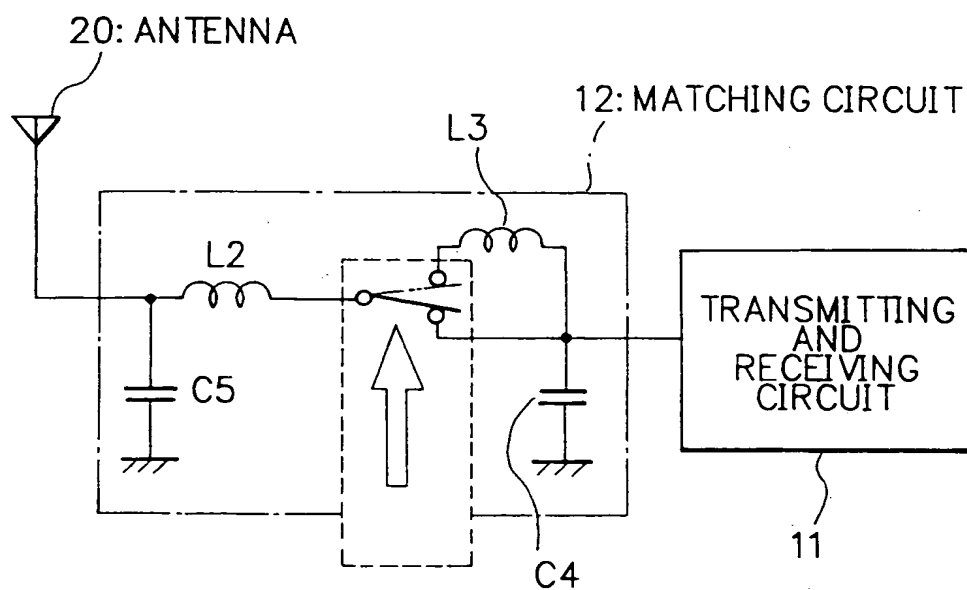 20: ANTENNA
12: MATCHING CIRCUIT
L3
L2
C5
TRANSMITTING
AND
RECEIVING
CIRCUIT
11
C4